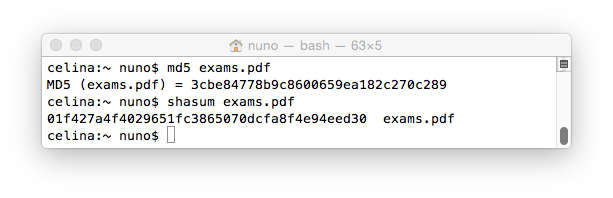 nuno — bash — 63×5
celina:~ nuno$ md5 exams.pdf
MD5 (exams.pdf) = 3cbe84778b9c8600659ea182c270c289
celina:~ nuno$ shasum exams.pdf
01f427a4f4029651fc3865070dcfa8f4e94eed30  exams.pdf
celina:~ nuno$